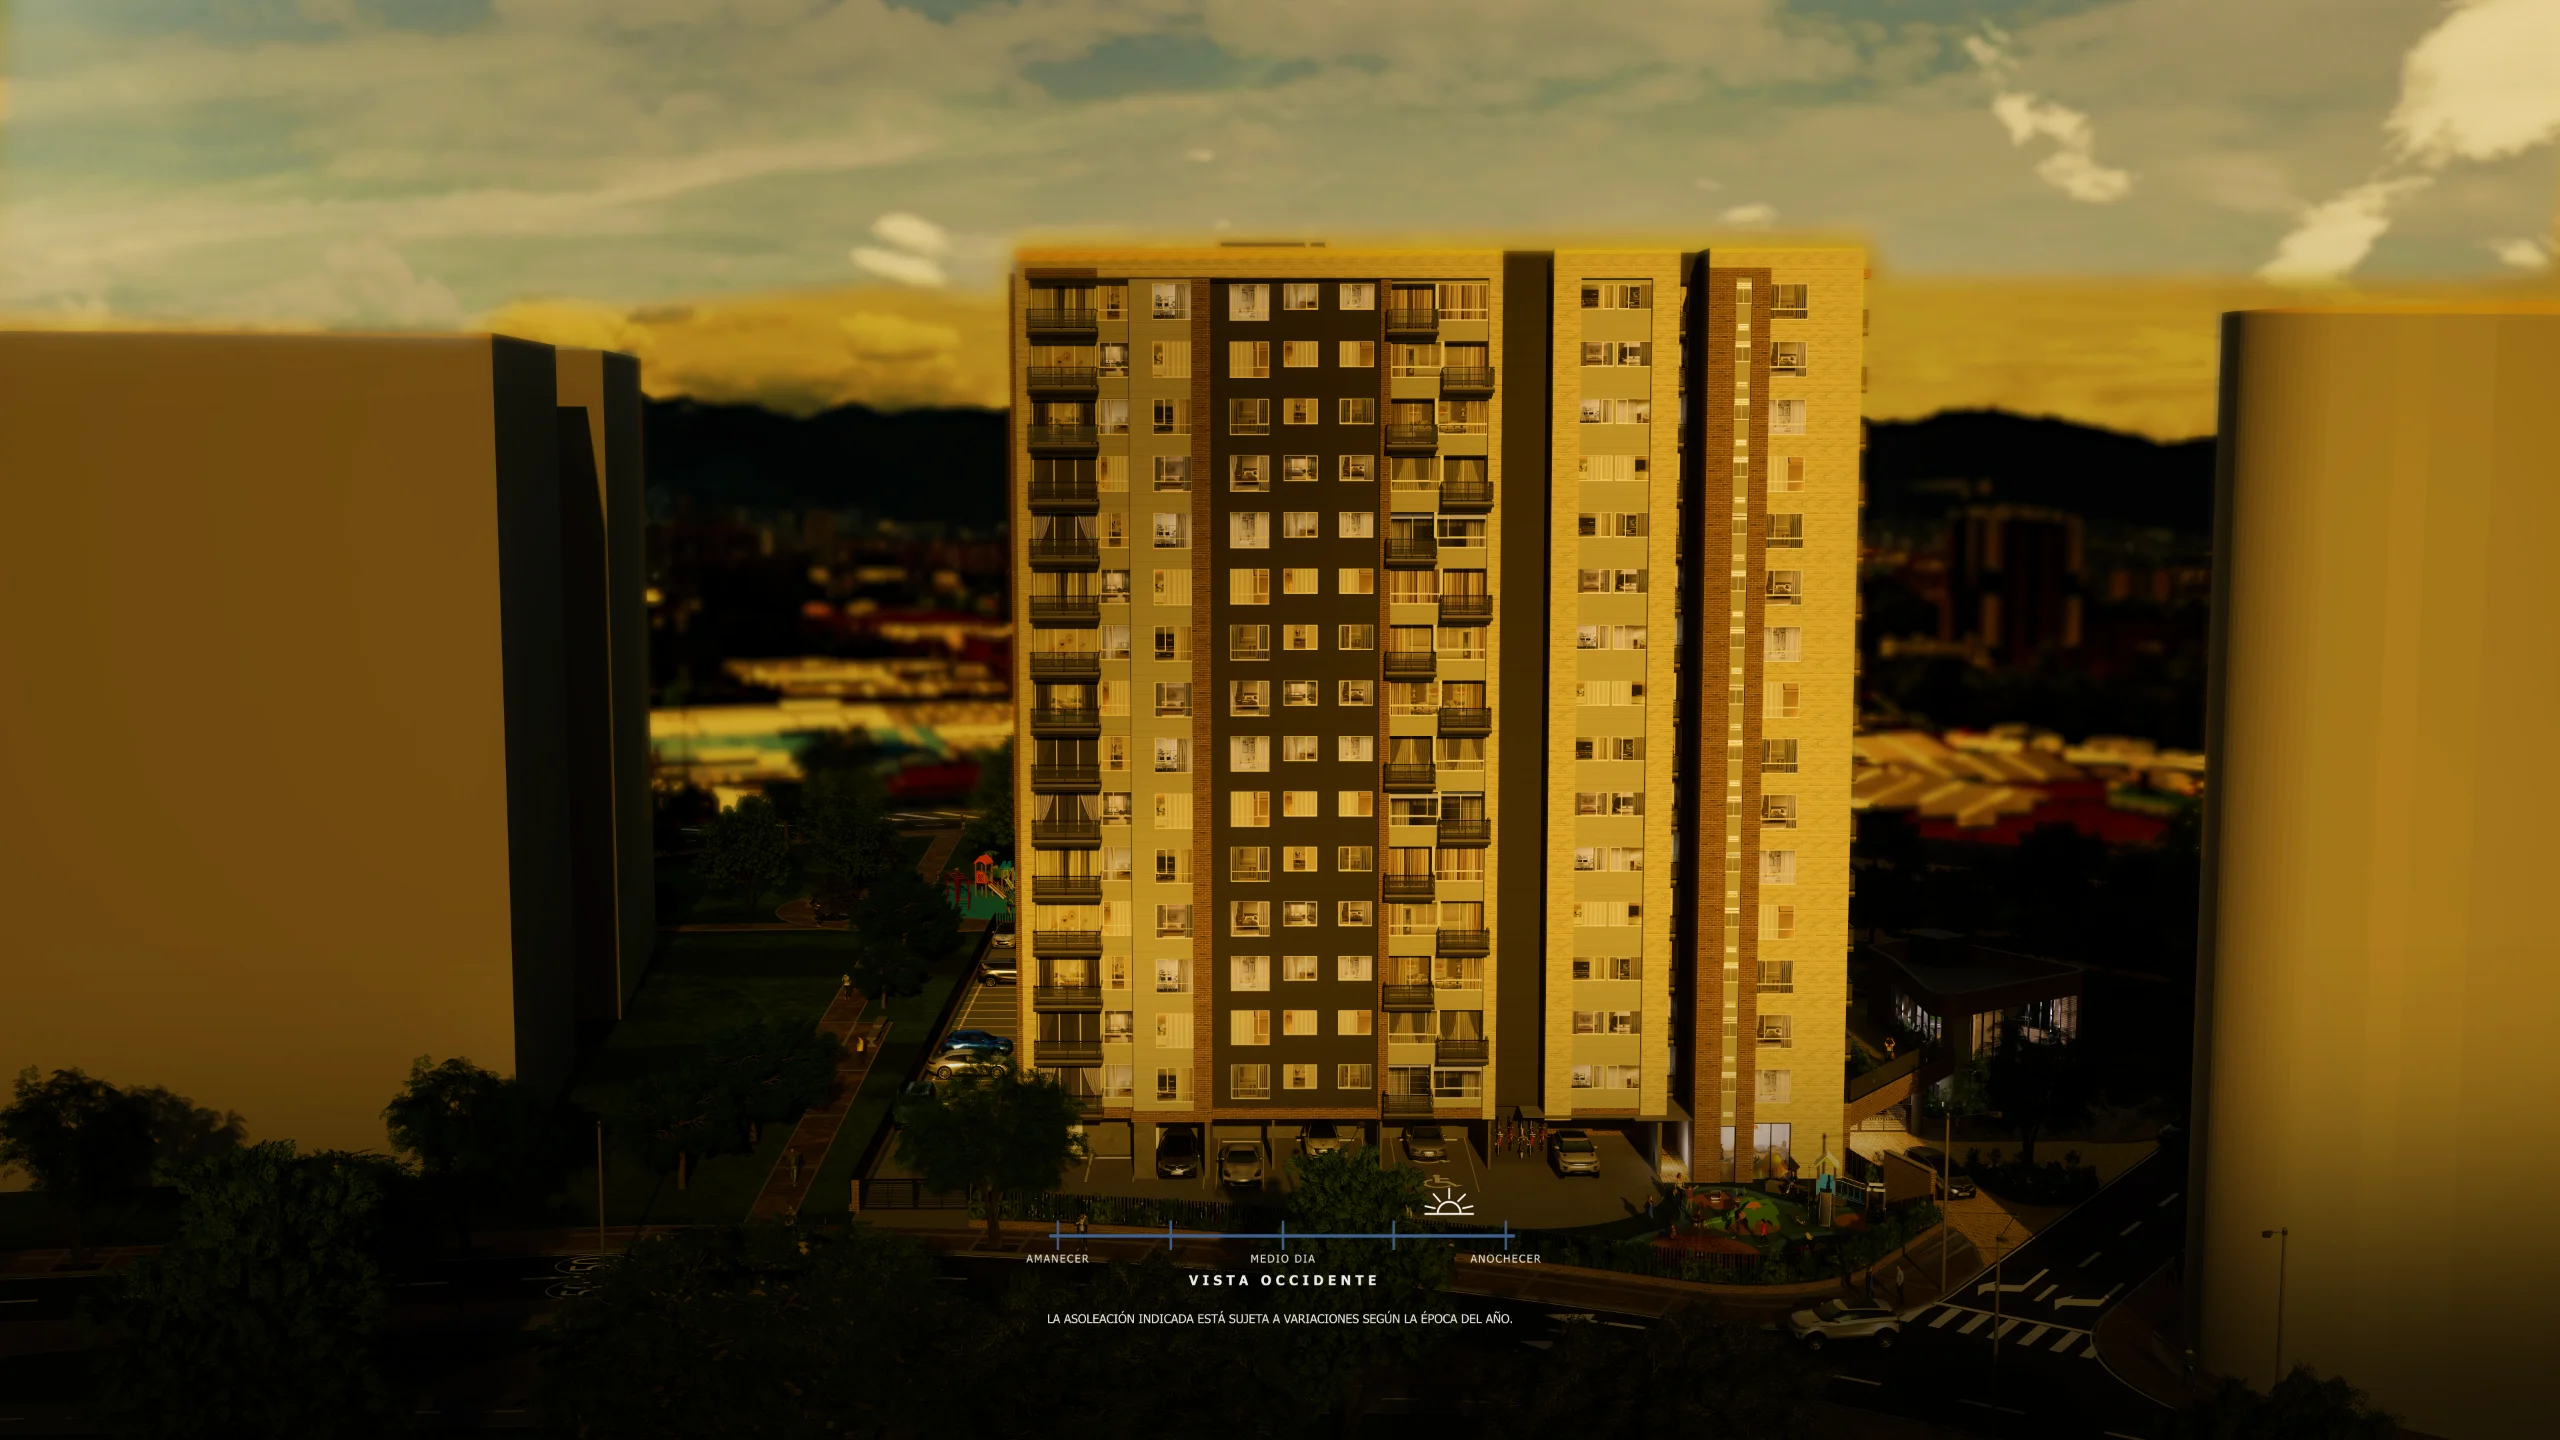 AMANECER MEDIO DIA ANOCHECER
VISTA OCCIDENTE
LA ASOLEACIÓN INDICADA ESTÁ SUJETA A VARIACIONES SEGÚN LA ÉPOCA DEL AÑO.